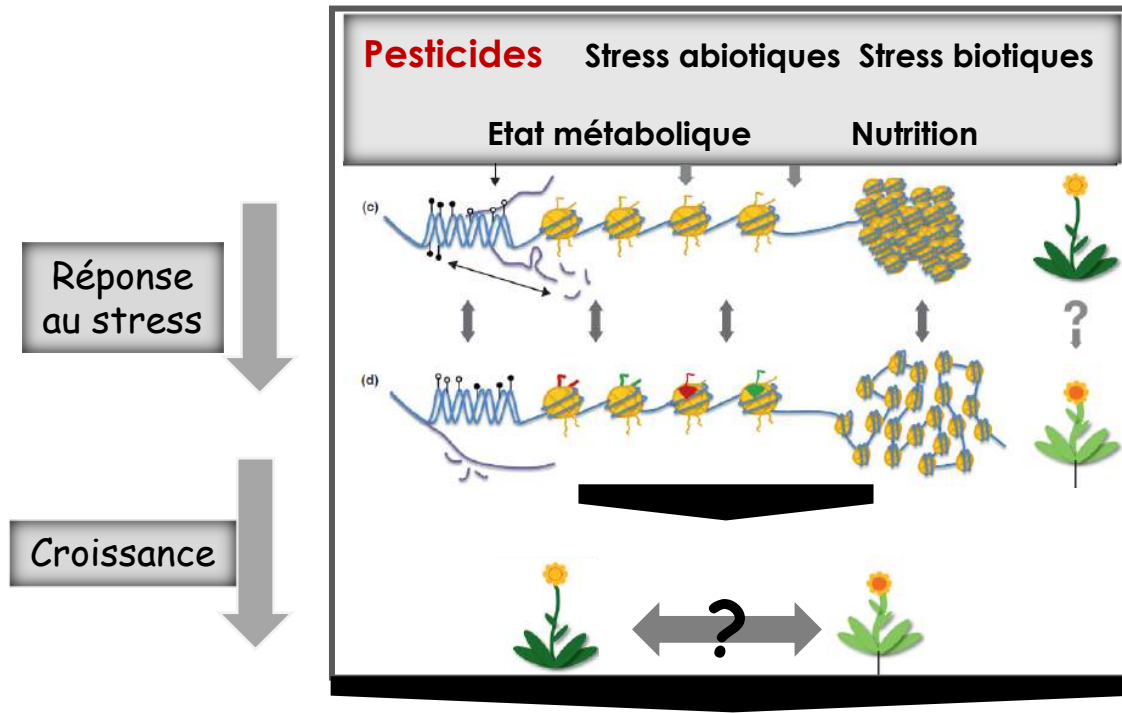 Pesticides Stress abiotiques Stress biotiques
Etat métabolique Nutrition
(c)
Réponse
au stress
?
(d)
Croissance
?